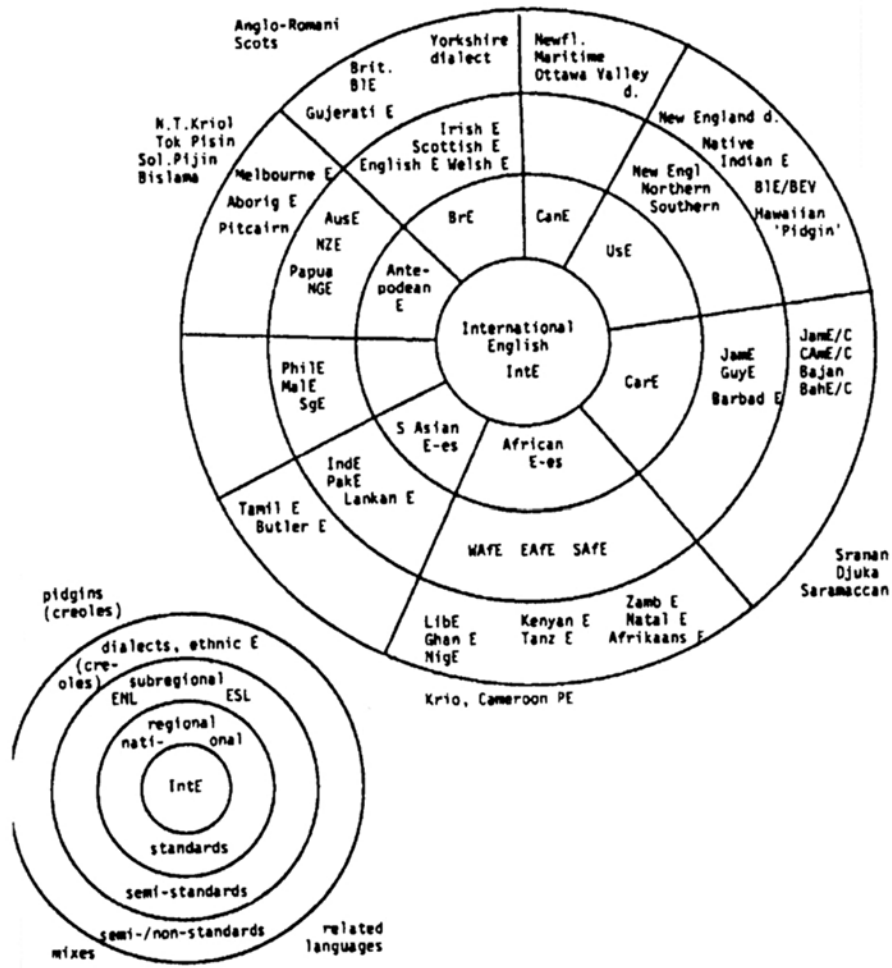 Anglo-Romani
Scots
Yorkshire
dialect
Brit.
BlE
Gujerati E
Newfl.
Maritime
Ottawa Valley
d.
New England d.
Native
Indian E
BlE/BEV
Hawaiian
'Pidgin'
N.T.Kriol
Tok Pisin
Sol.Pijin
Bislama
Melbourne E
Aborig E
Pitcairn
Irish E
Scottish E
English E Welsh E
New Engl
Northern
Southern
AusE
NZE
Papua
NGE
BrE
CanE
UsE
Ante-
podean
E
International
English
IntE
PhilE
MalE
SgE
CarE
JamE
GuyE
Barbad E
JamE/C
CAmE/C
Bajan
BahE/C
S Asian
E-es
African
E-es
IndE
PakE
Lankan E
Tamil E
Butler E
WAfE EAfE SAfE
LibE
Ghan E
NigE
Kenyan E
Tanz E
Zamb E
Natal E
Afrikaans E
Sranan
Djuka
Saramaccan
Krio, Cameroon PE
pidgins
(creoles)
dialects, ethnic E
(cre-
oles)
subregional
ENL ESL
regional
nati- onal
IntE
standards
semi-standards
semi-/non-standards
mixes
related
languages